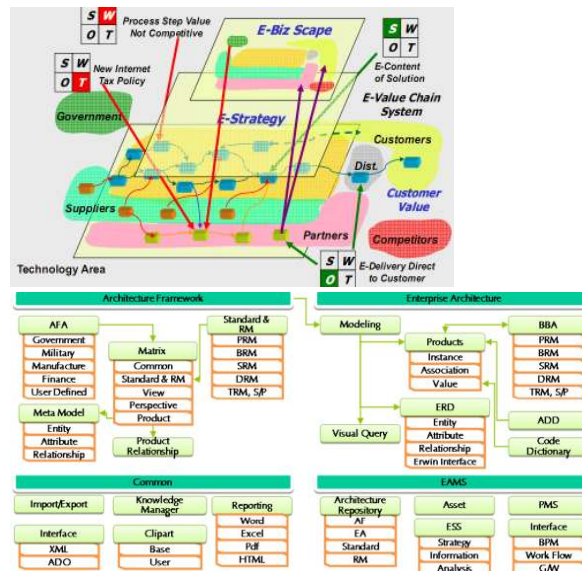 S W
O T
Process Step Value
Not Competitive
E-Biz Scape
S W
O T
S W
O T
New Internet
Tax Policy
E-Content
of Solution
Government
E-Strategy
E-Value Chain
System
Customers
Dist.
Suppliers
Customer
Value
Partners
Competitors
S W
O T
E-Delivery Direct
to Customer
Technology Area
Architecture Framework
AFA
Government
Military
Manufacture
Finance
User Defined
Matrix
Common
Standard & RM
View
Perspective
Product
Standard &
RM
PRM
BRM
SRM
DRM
TRM, S/P
Meta Model
Entity
Attribute
Relationship
Product
Relationship
Enterprise Architecture
Modeling
Products
Instance
Association
Value
BBA
PRM
BRM
SRM
DRM
TRM, S/P
Visual Query
ERD
Entity
Attribute
Relationship
Erwin Interface
ADD
Code
Dictionary
Common
Import/Export
Knowledge
Manager
Reporting
Word
Excel
Pdf
HTML
Interface
XML
ADO
Clipart
Base
User
EAMS
Architecture
Repository
AF
EA
Standard
RM
Asset
PMS
ESS
Strategy
Information
Analysis
Interface
BPM
Work Flow
G/W